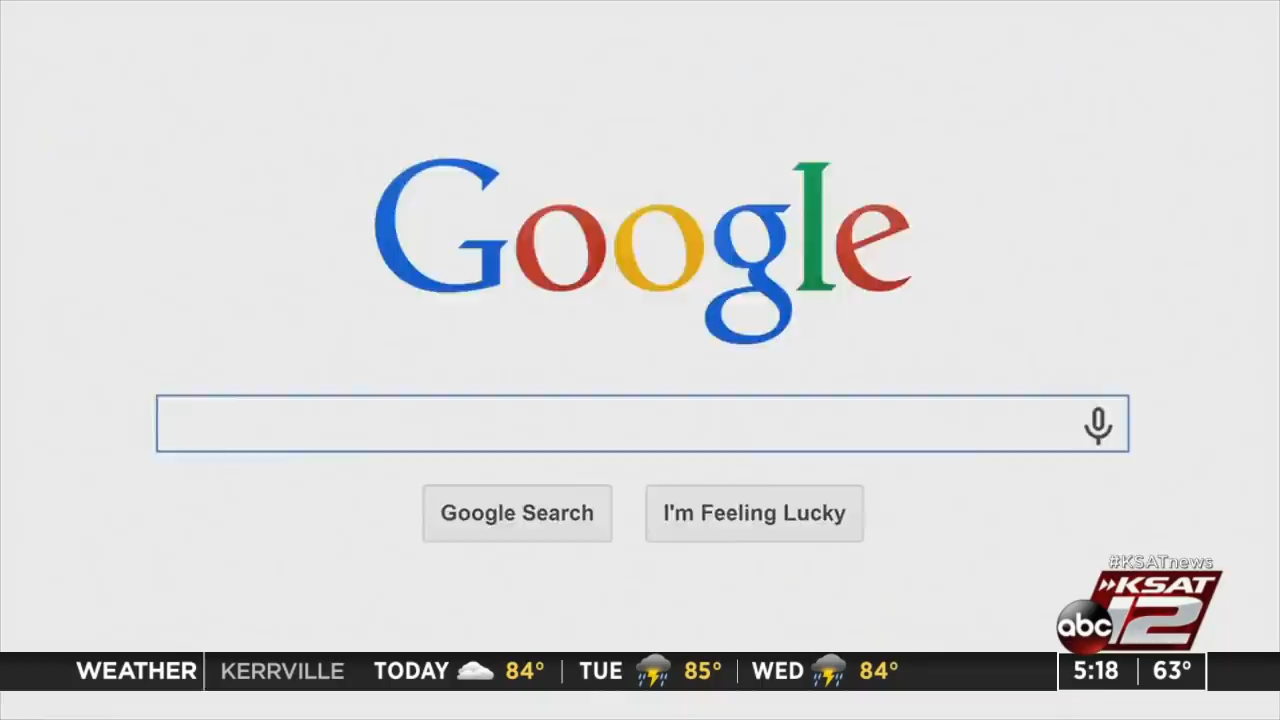 Google
Google Search
I'm Feeling Lucky
#KSATnews
KSAT
abc 12
WEATHER KERRVILLE TODAY 84° TUE 85° WED 84° 5:18 63°